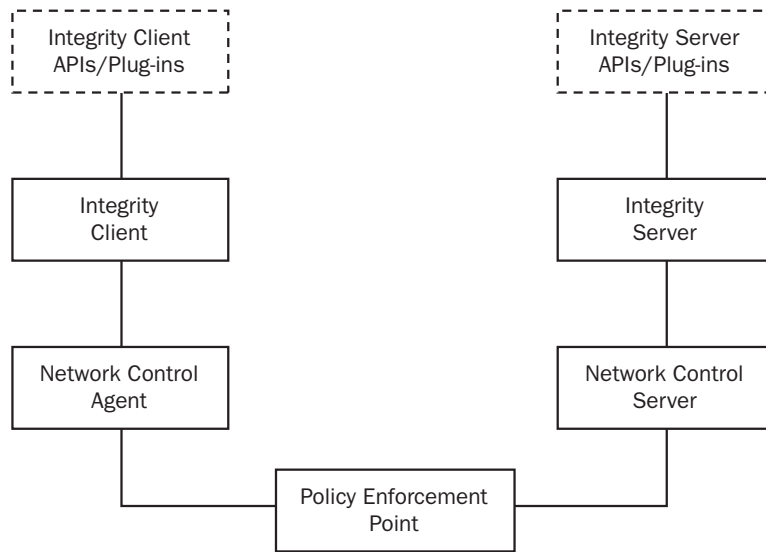 Integrity Client
APIs/Plug-ins
Integrity Server
APIs/Plug-ins
Integrity
Client
Integrity
Server
Network Control
Agent
Network Control
Server
Policy Enforcement
Point